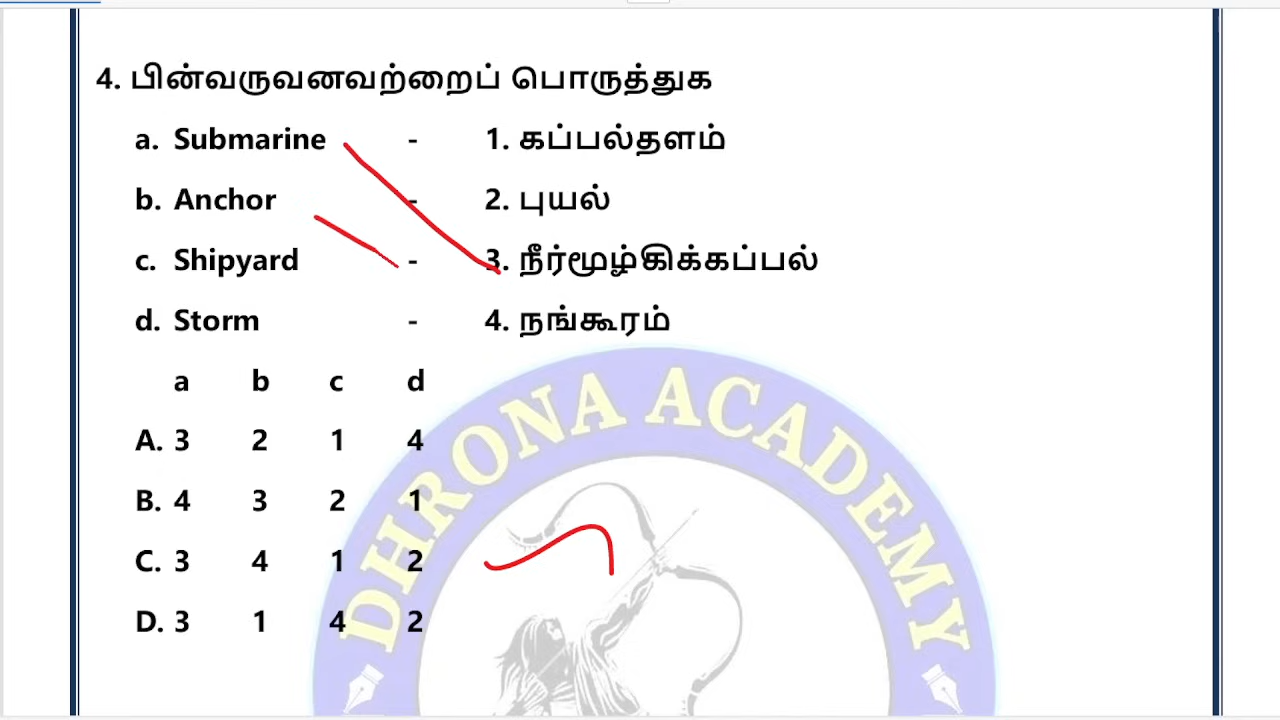 4. பின்வருவனவற்றைப் பொருத்துக
a. Submarine - 1. கப்பல்தளம்
b. Anchor - 2. புயல்
c. Shipyard - 3. நீர்மூழ்கிக்கப்பல்
d. Storm - 4. நங்கூரம்
a b c d
A. 3 2 1 4
B. 4 3 2 1
C. 3 4 1 2
D. 3 1 4 2
DHRONA ACADEMY